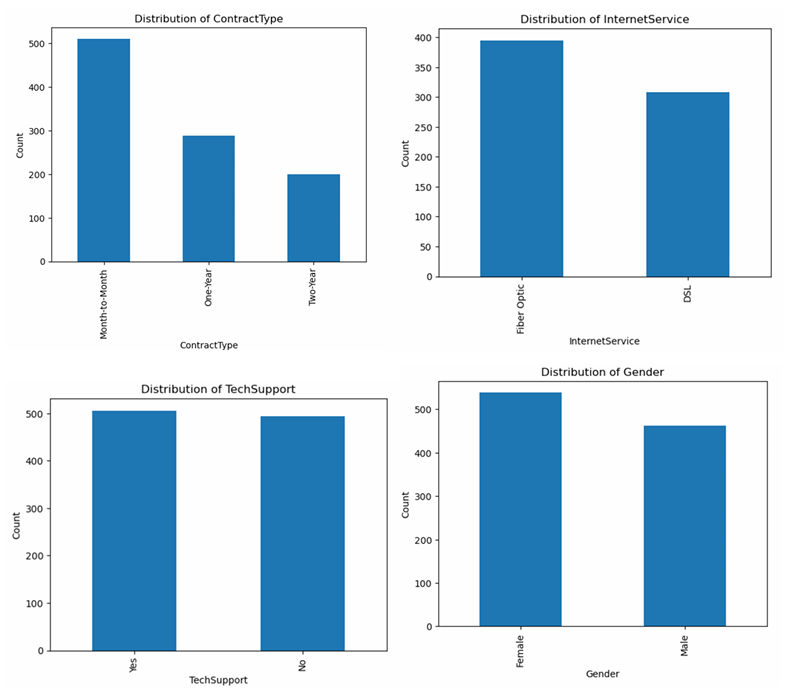 Distribution of ContractType
500
400
300
200
100
0
Count
Month-to-Month
One-Year
Two-Year
ContractType
Distribution of InternetService
400
350
300
250
200
150
100
50
0
Count
Fiber Optic
DSL
InternetService
Distribution of TechSupport
500
400
300
200
100
0
Count
Yes
No
TechSupport
Distribution of Gender
500
400
300
200
100
0
Count
Female
Male
Gender